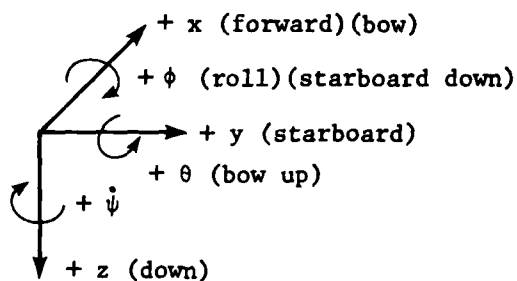 + x (forward)(bow)
+ ϕ (roll)(starboard down)
+ y (starboard)
+ θ (bow up)
+ ψ̇
+ z (down)